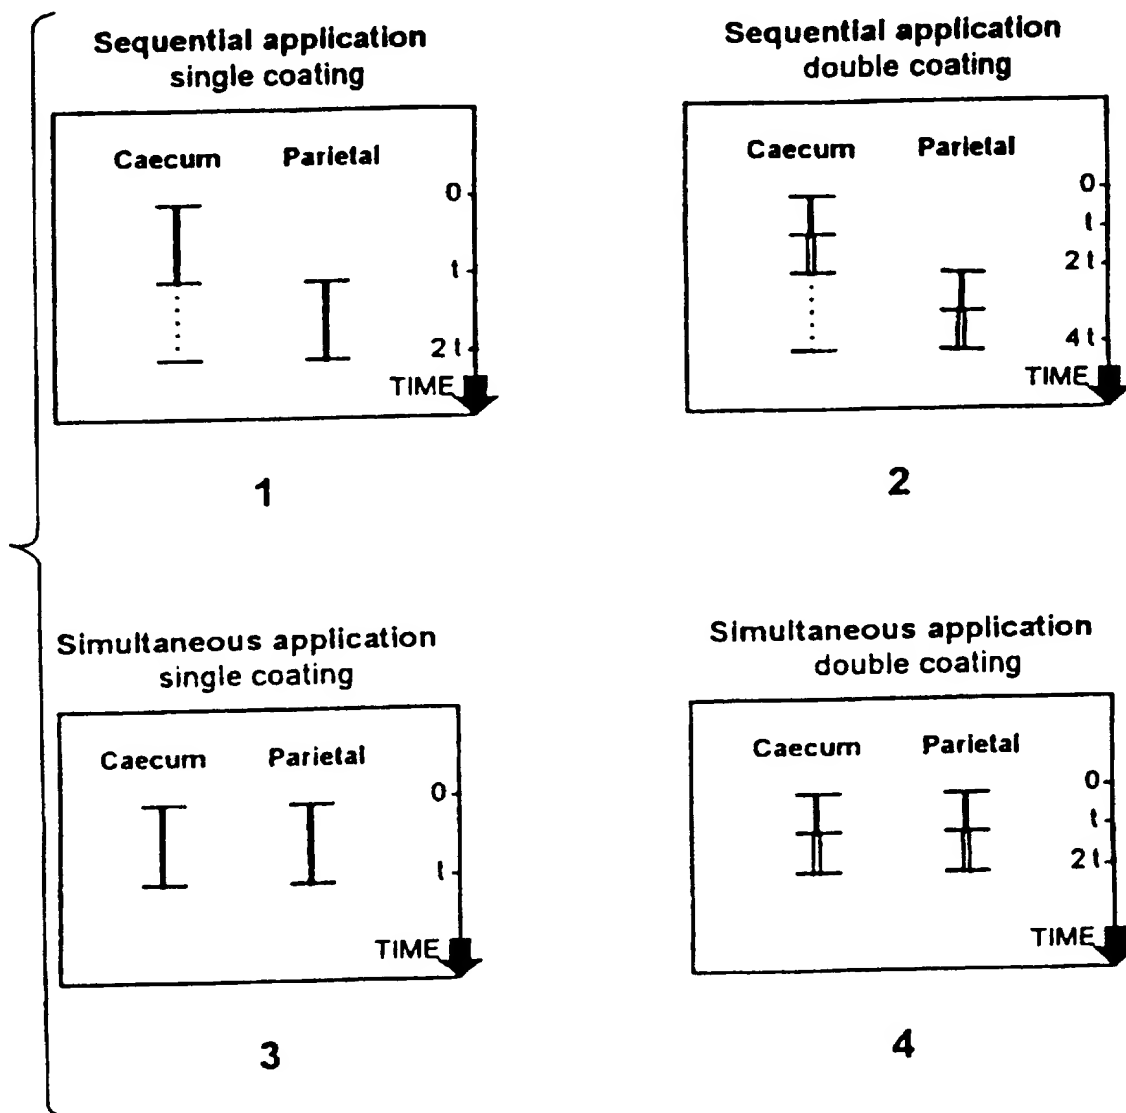 Sequential application
single coating
Caecum Parietal
0
t
2t
TIME
1
Sequential application
double coating
Caecum Parietal
0
t
2t
4t
TIME
2
Simultaneous application
single coating
Caecum Parietal
0
t
TIME
3
Simultaneous application
double coating
Caecum Parietal
0
t
2t
TIME
4